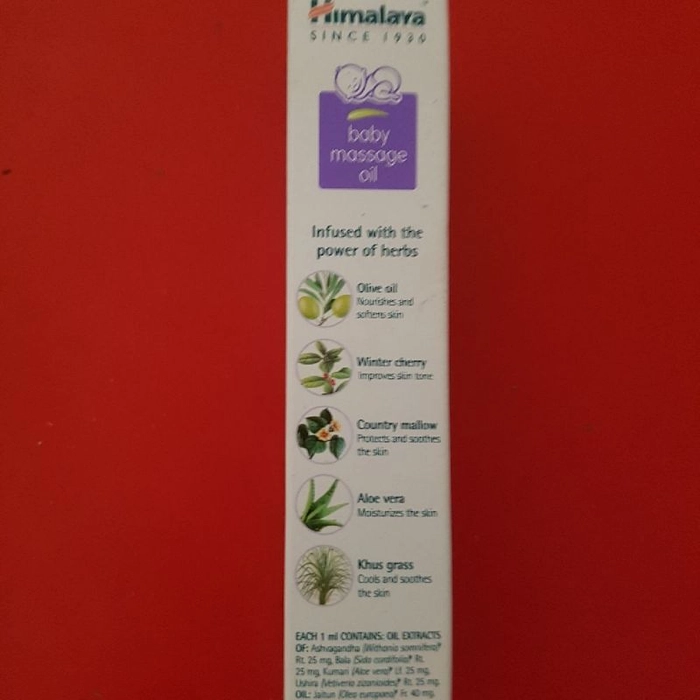 Himalaya
SINCE 1930
baby
massage
oil
Infused with the
power of herbs
Olive oil
Nourishes and
softens skin
Winter cherry
Improves skin tone
Country mallow
Protects and soothes
the skin
Aloe vera
Moisturizes the skin
Khus grass
Cools and soothes
the skin
EACH 1 ml CONTAINS: OIL EXTRACTS
OF: Ashvagandha (Withania somnifera)*
Rt. 25 mg, Bala (Sida cordifolia)* Rt.
25 mg, Kumari (Aloe vera)* Lf. 25 mg,
Ushira (Vetiveria zizanioides)* Rt. 25 mg,
OIL: Jaitun (Olea europaea)* Fr. 40 mg,